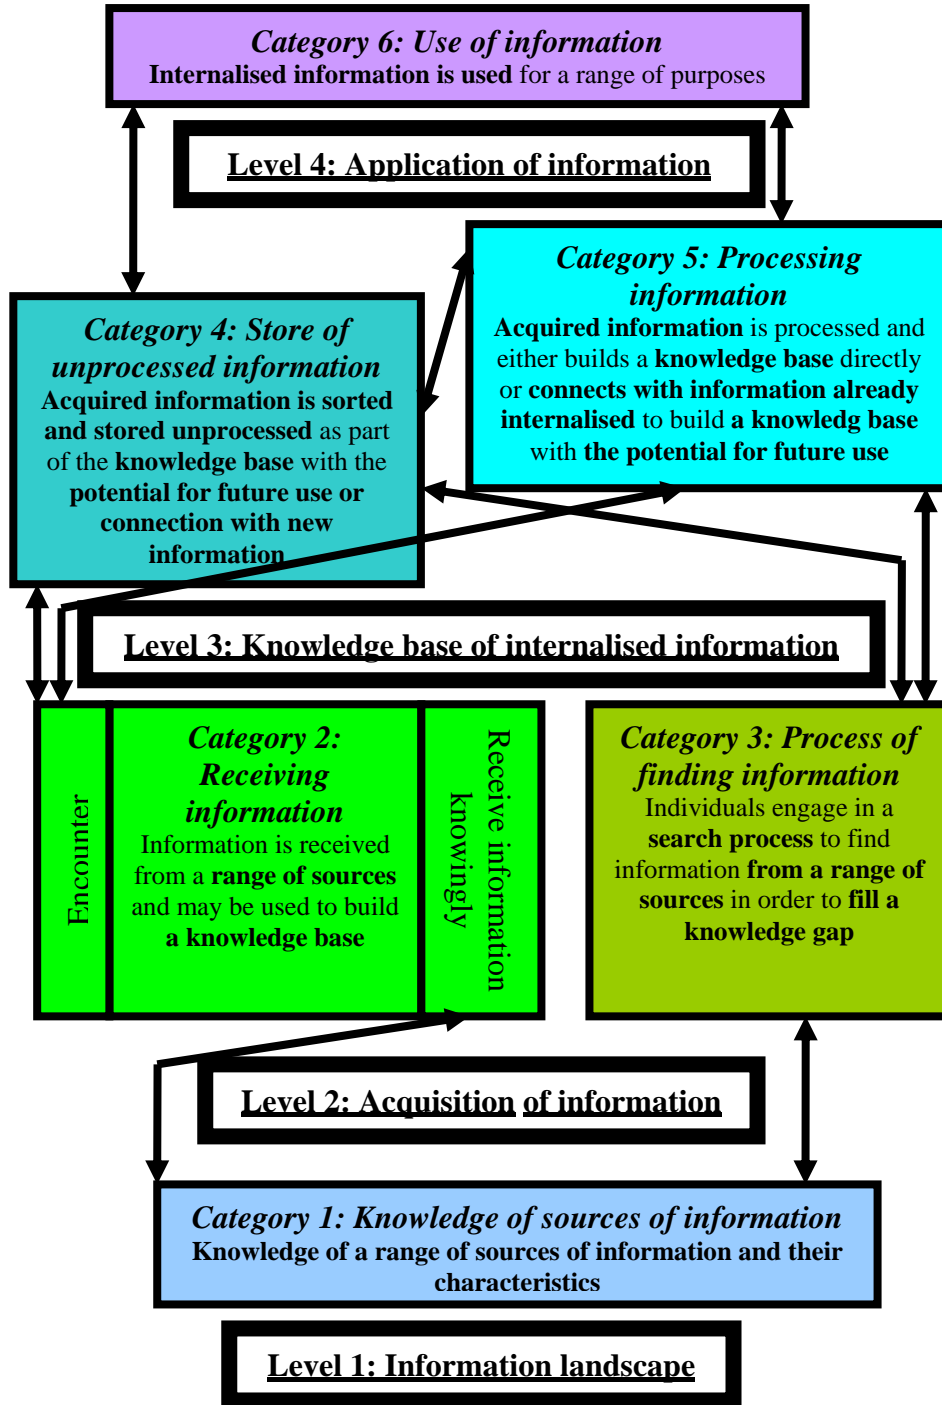 Category 6: Use of information
Internalised information is used for a range of purposes
Level 4: Application of information
Category 5: Processing
information
Acquired information is processed and
either builds a knowledge base directly
or connects with information already
internalised to build a knowledg base
with the potential for future use
Category 4: Store of
unprocessed information
Acquired information is sorted
and stored unprocessed as part
of the knowledge base with the
potential for future use or
connection with new
information
Level 3: Knowledge base of internalised information
Encounter
Category 2:
Receiving
information
Information is received
from a range of sources
and may be used to build
a knowledge base
Receive information
knowingly
Category 3: Process of
finding information
Individuals engage in a
search process to find
information from a range of
sources in order to fill a
knowledge gap
Level 2: Acquisition of information
Category 1: Knowledge of sources of information
Knowledge of a range of sources of information and their
characteristics
Level 1: Information landscape